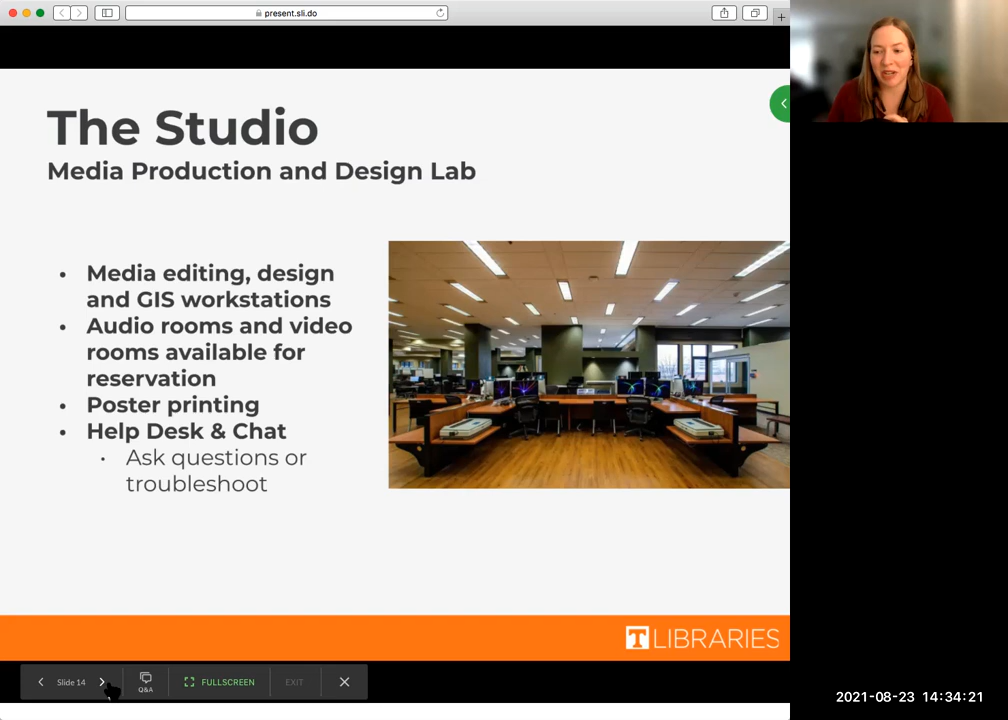 present.sli.do
The Studio
Media Production and Design Lab
• Media editing, design
and GIS workstations
• Audio rooms and video
rooms available for
reservation
• Poster printing
• Help Desk & Chat
• Ask questions or
troubleshoot
T LIBRARIES
Slide 14
Q&A
FULLSCREEN
EXIT
2021-08-23 14:34:21